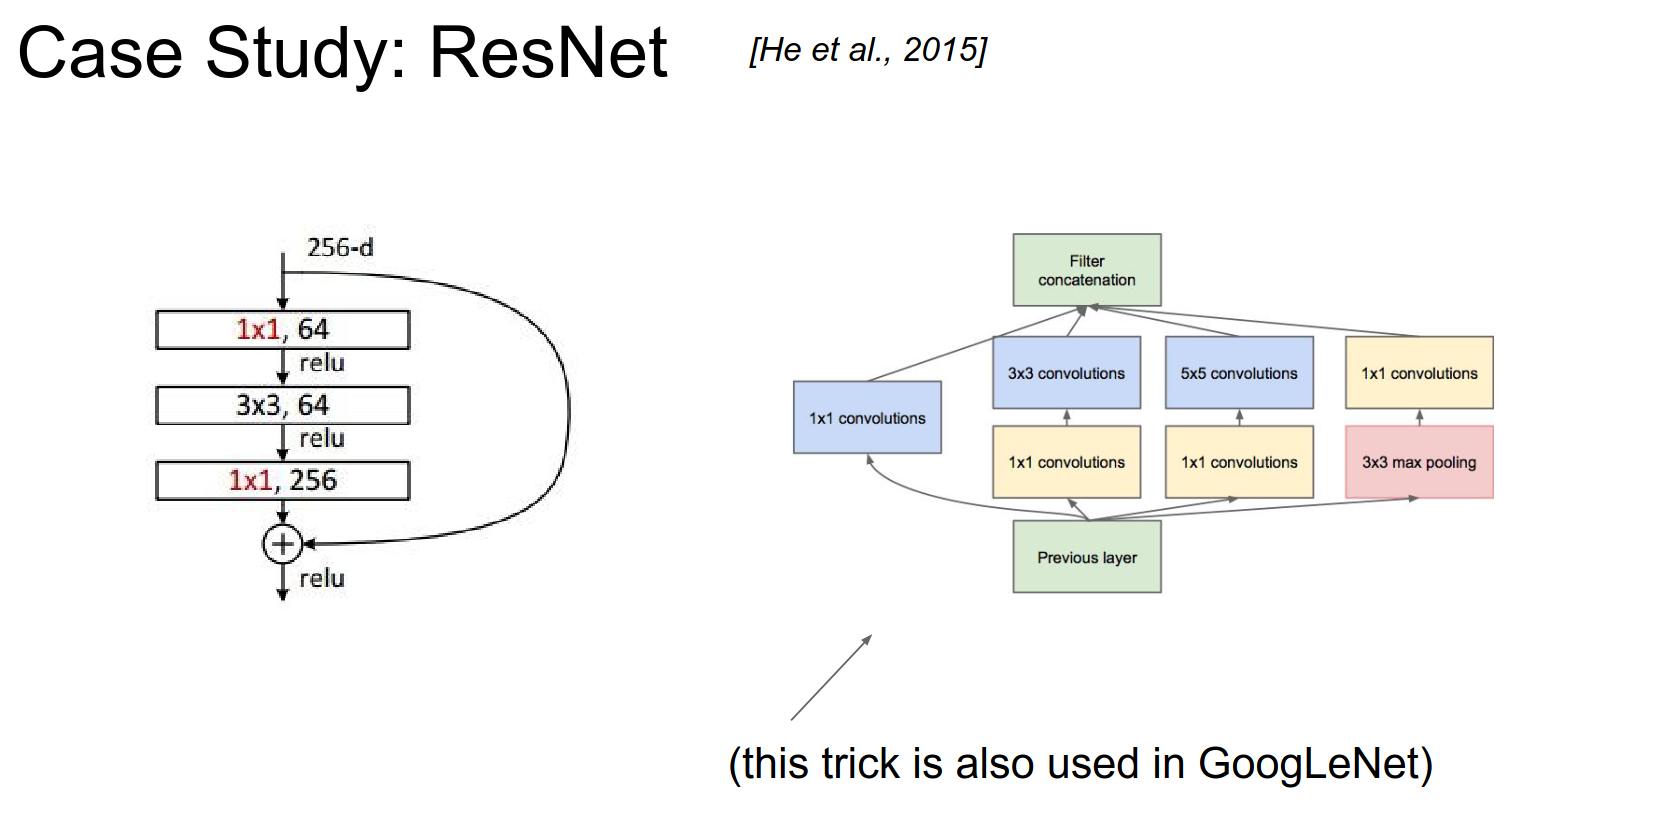 Case Study: ResNet
[He et al., 2015]
256-d
1x1, 64
relu
3x3, 64
relu
1x1, 256
+
relu
Filter
concatenation
3x3 convolutions
5x5 convolutions
1x1 convolutions
1x1 convolutions
1x1 convolutions
1x1 convolutions
3x3 max pooling
Previous layer
(this trick is also used in GoogLeNet)